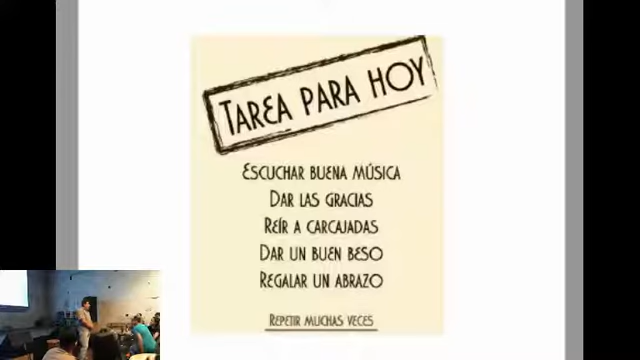 TAREA PARA HOY
ESCUCHAR BUENA MÚSICA
DAR LAS GRACIAS
REÍR A CARCAJADAS
DAR UN BUEN BESO
REGALAR UN ABRAZO
REPETIR MUCHAS VECES